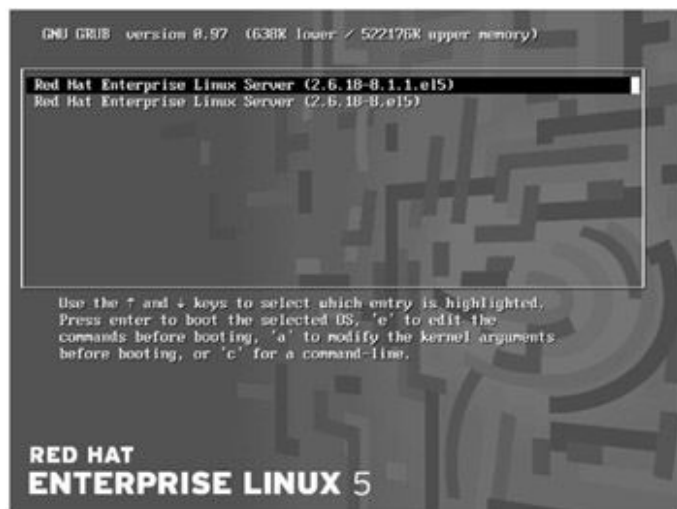 GNU GRUB version 0.97 (638K lower / 522176K upper memory)
Red Hat Enterprise Linux Server (2.6.18-8.1.1.el5)
Red Hat Enterprise Linux Server (2.6.18-8.el5)
Use the ↑ and ↓ keys to select which entry is highlighted.
Press enter to boot the selected OS, 'e' to edit the
commands before booting, 'a' to modify the kernel arguments
before booting, or 'c' for a command-line.
RED HAT
ENTERPRISE LINUX 5